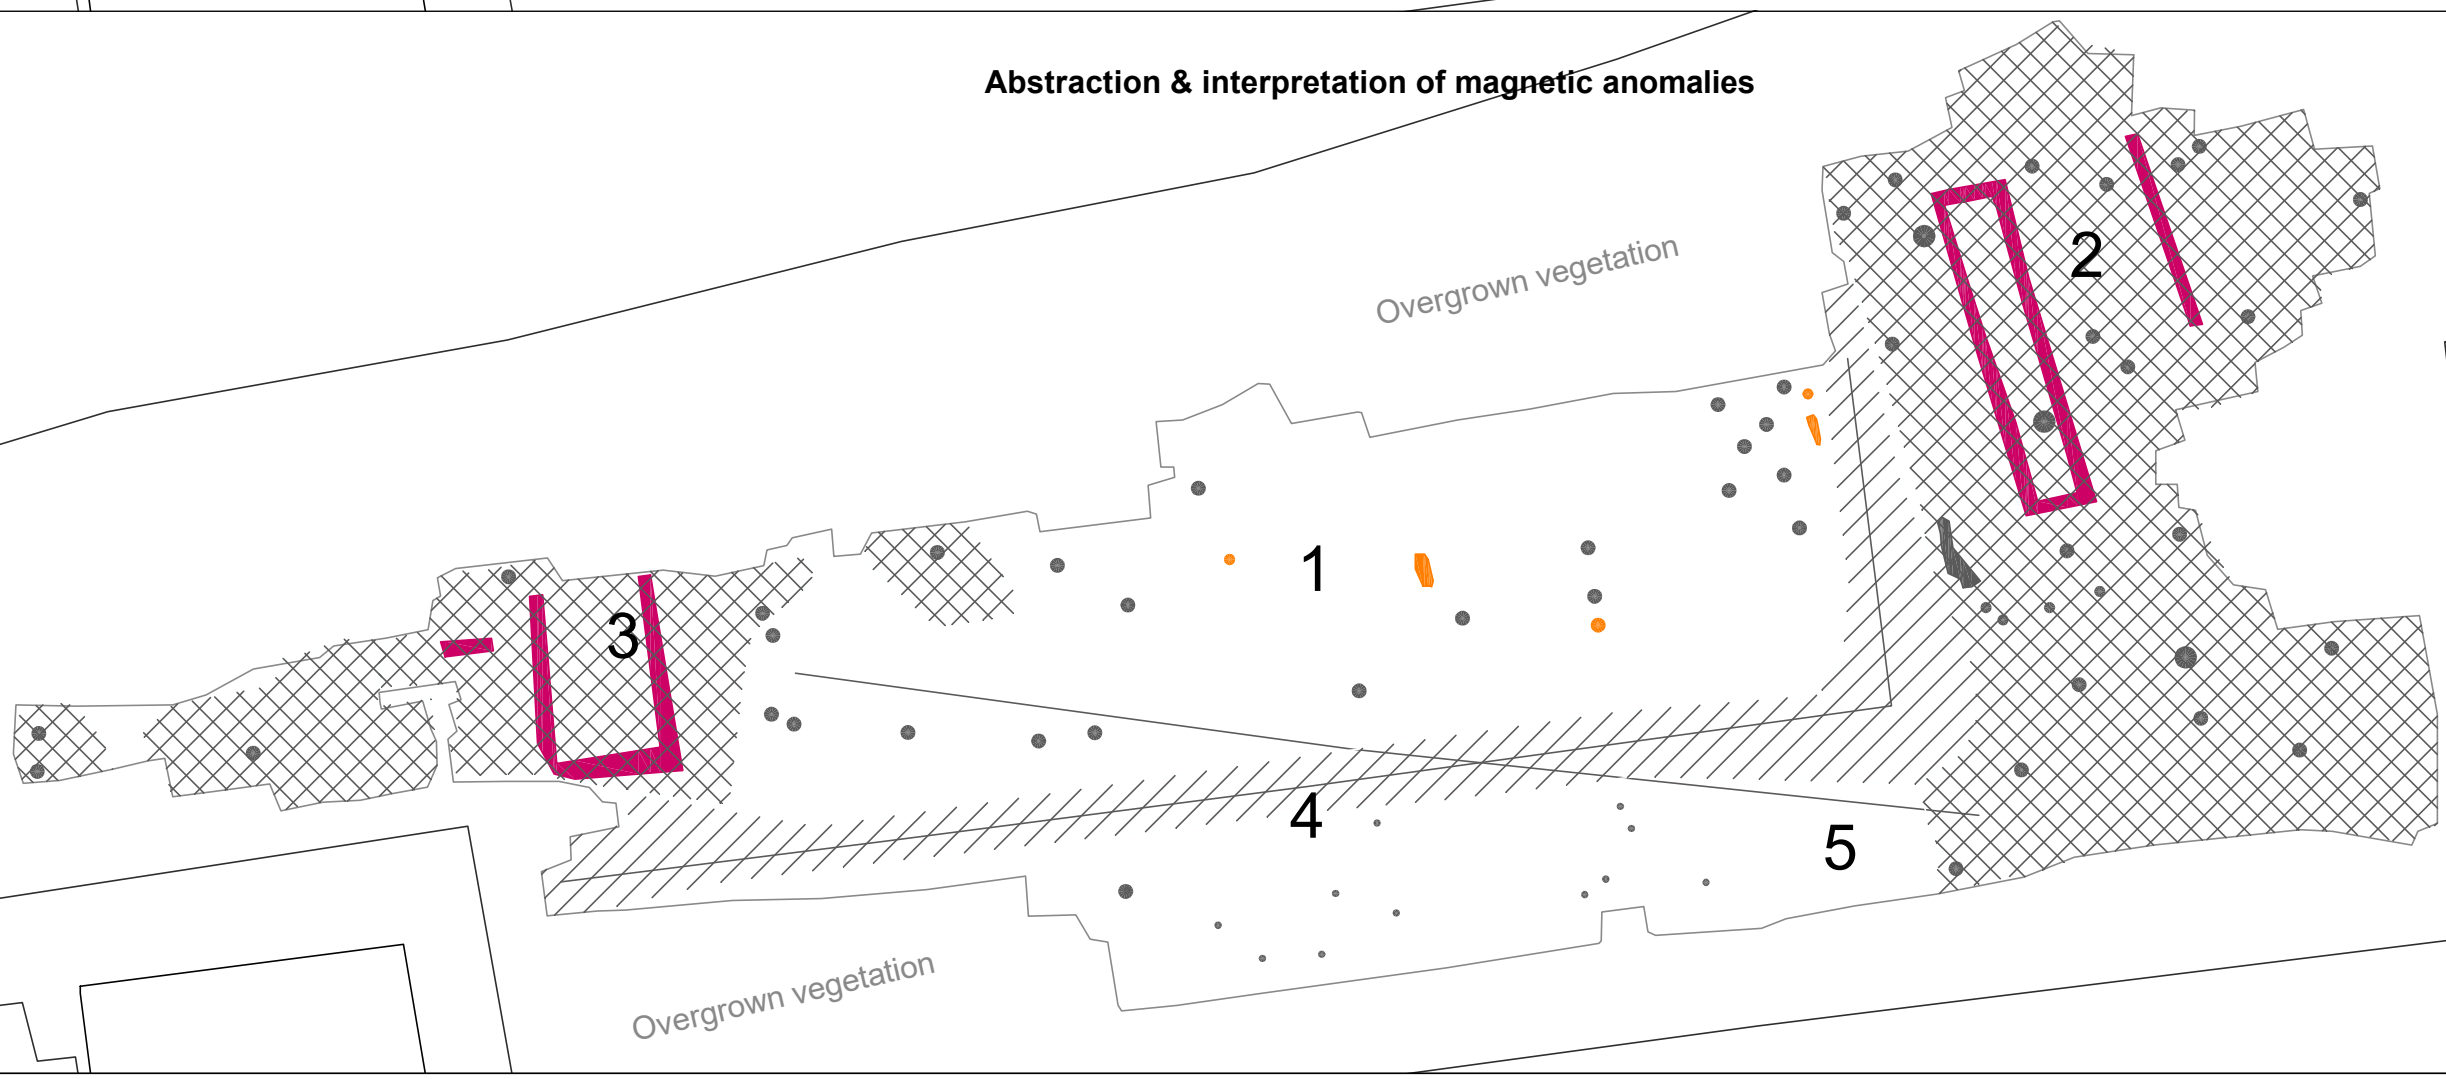 Abstraction & interpretation of magnetic anomalies
Overgrown vegetation
2
1
3
4
5
Overgrown vegetation